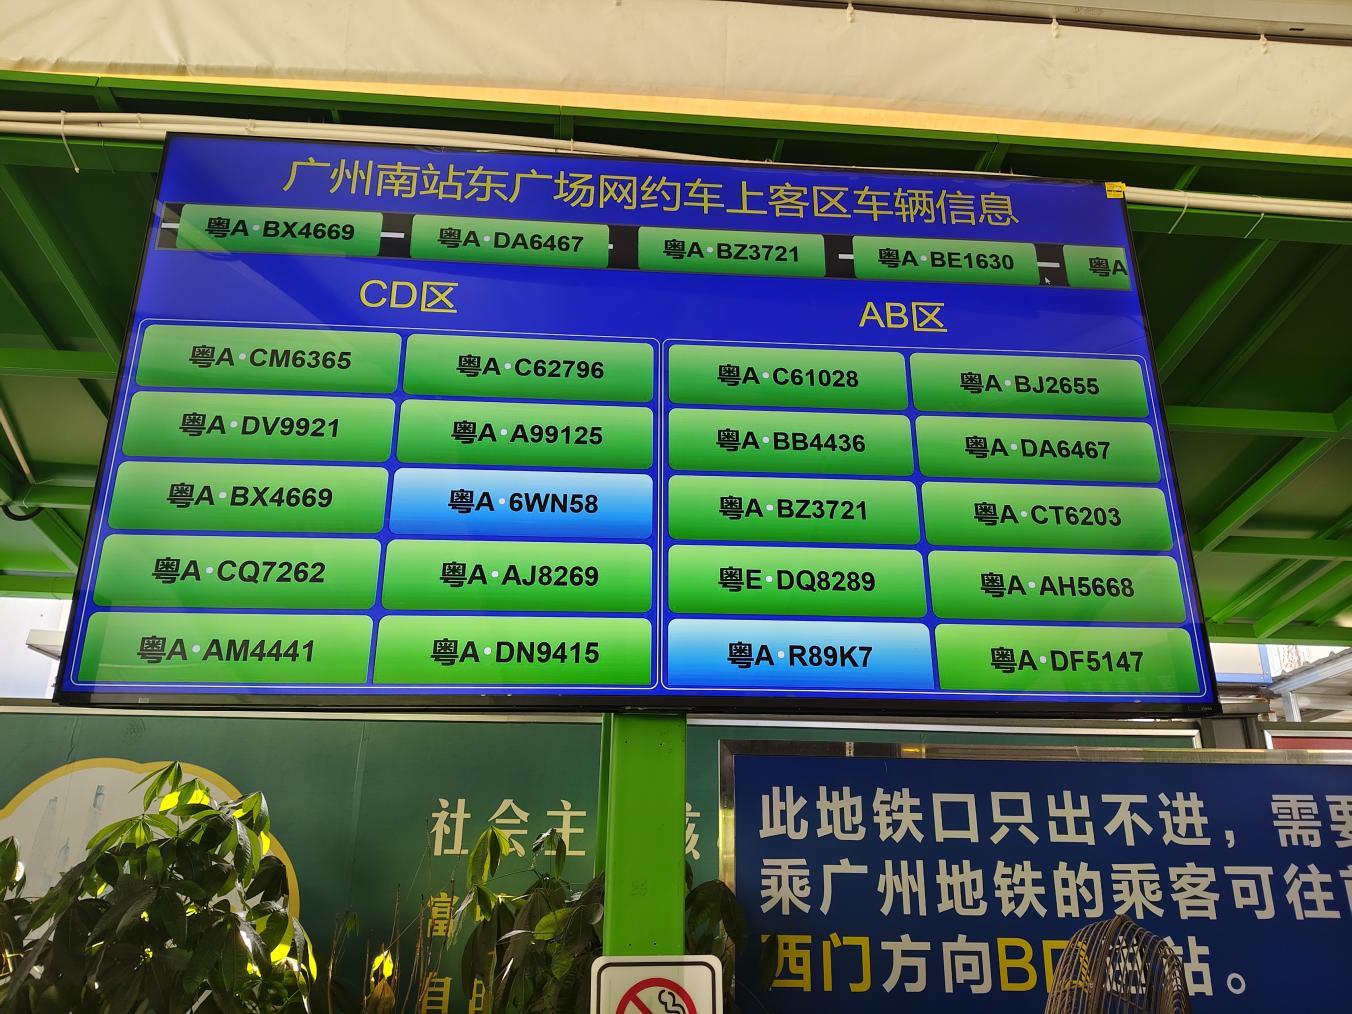 广州南站东广场网约车上客区车辆信息
粤A·BX4669 粤A·DA6467 粤A·BZ3721 粤A·BE1630 粤A
CD区 AB区
粤A·CM6365 粤A·C62796 粤A·C61028 粤A·BJ2655
粤A·DV9921 粤A·A99125 粤A·BB4436 粤A·DA6467
粤A·BX4669 粤A·6WN58 粤A·BZ3721 粤A·CT6203
粤A·CQ7262 粤A·AJ8269 粤E·DQ8289 粤A·AH5668
粤A·AM4441 粤A·DN9415 粤A·R89K7 粤A·DF5147
社会主
富
自
此地铁口只出不进，需要
乘广州地铁的乘客可往
西门方向B 站。